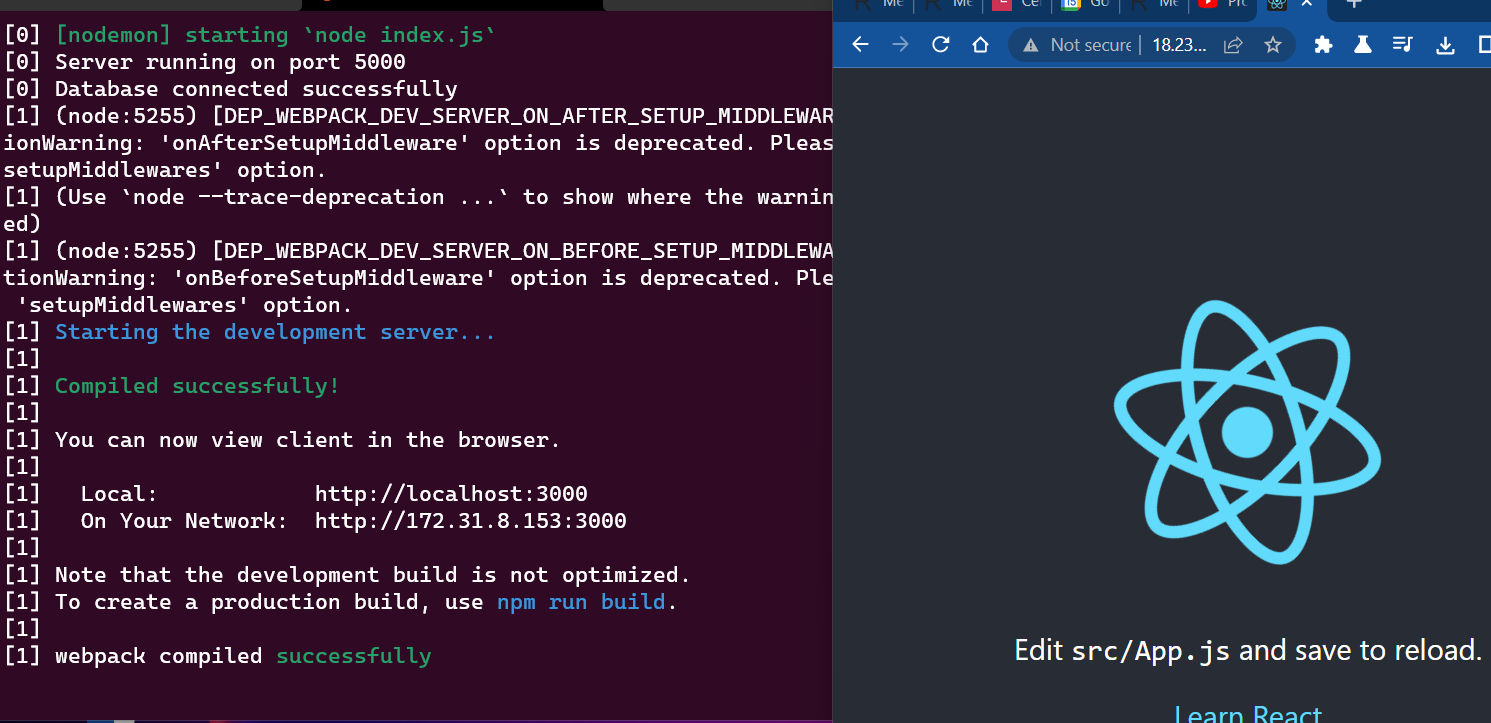 [0] [nodemon] starting `node index.js`
[0] Server running on port 5000
[0] Database connected successfully
[1] (node:5255) [DEP_WEBPACK_DEV_SERVER_ON_AFTER_SETUP_MIDDLEWAR
ionWarning: 'onAfterSetupMiddleware' option is deprecated. Pleas
setupMiddlewares' option.
[1] (Use `node --trace-deprecation ...` to show where the warnin
ed)
[1] (node:5255) [DEP_WEBPACK_DEV_SERVER_ON_BEFORE_SETUP_MIDDLEWA
tionWarning: 'onBeforeSetupMiddleware' option is deprecated. Ple
'setupMiddlewares' option.
[1] Starting the development server...
[1]
[1] Compiled successfully!
[1]
[1] You can now view client in the browser.
[1]
[1] Local: http://localhost:3000
[1] On Your Network: http://172.31.8.153:3000
[1]
[1] Note that the development build is not optimized.
[1] To create a production build, use npm run build.
[1]
[1] webpack compiled successfully
Not secure 18.23...
Edit src/App.js and save to reload.
Learn React